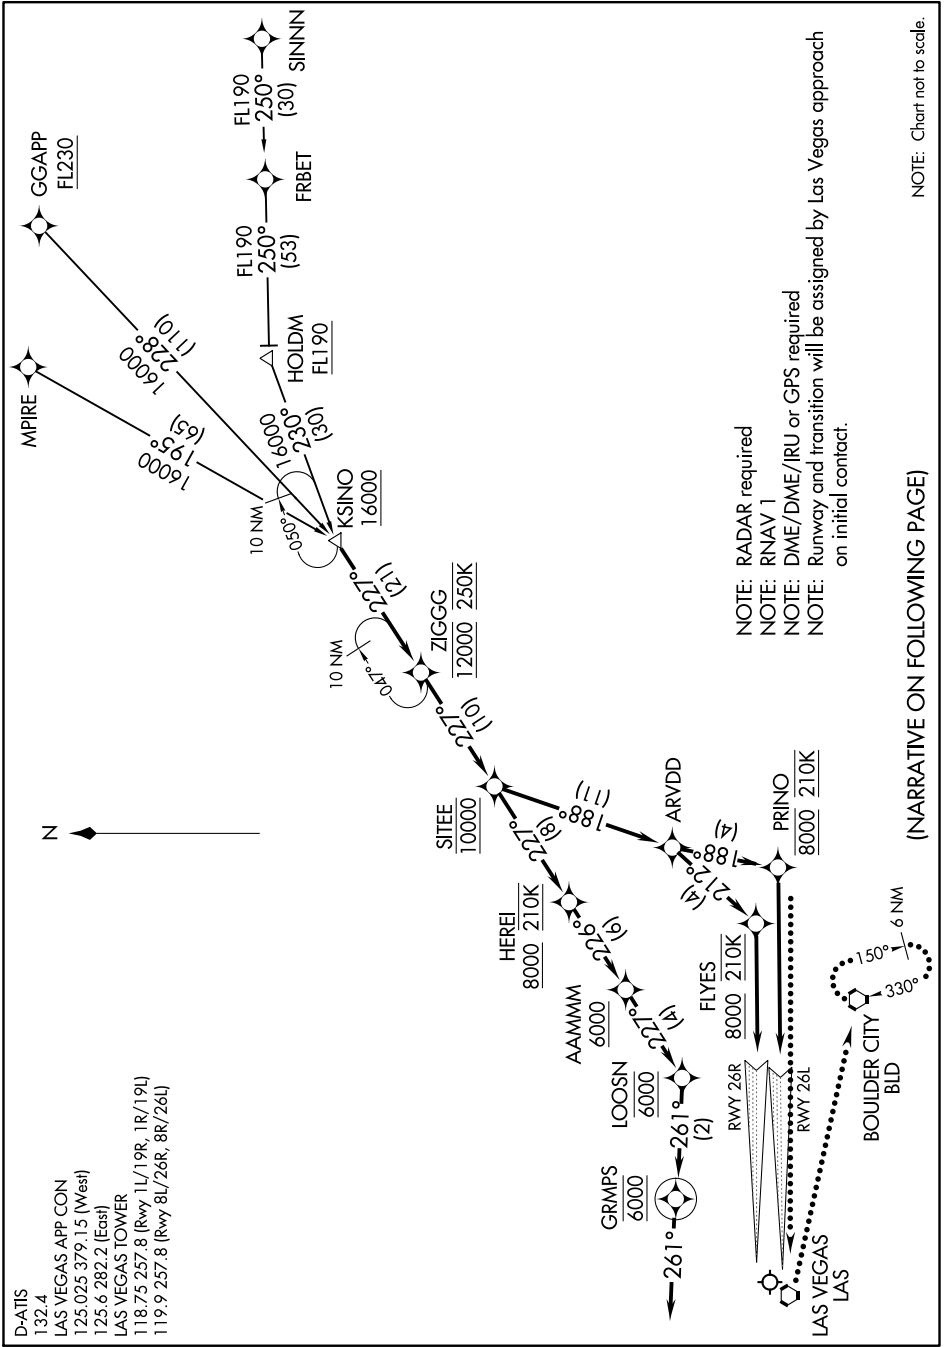 D-ATIS
132.4
LAS VEGAS APP CON
125.025 379.15 (West)
125.6 282.2 (East)
LAS VEGAS TOWER
118.75 257.8 (Rwy 1L/19R, 1R/19L)
119.9 257.8 (Rwy 8L/26R, 8R/26L)
N
MPIRE
16000
195°
(65)
GGAPP
FL230
16000
228°
(110)
SINNN
FL190
250°
(30)
FRBET
FL190
250°
(53)
HOLDM
FL190
16000
230°
(30)
10 NM
050°
KSINO
16000
227°
(21)
10 NM
047°
ZIGGG
12000 250K
227°
(10)
SITEE
10000
227°
(8)
HEREI
8000 210K
226°
(6)
AAMMM
6000
227°
(4)
LOOSN
6000
261°
(2)
GRMPS
6000
261°
188°
(11)
ARVDD
212°
(4)
188°
(4)
FLYES
8000 210K
PRINO
8000 210K
RWY 26R
RWY 26L
LAS VEGAS
LAS
BOULDER CITY
BLD
150°
330°
6 NM
NOTE: RADAR required
NOTE: RNAV 1
NOTE: DME/DME/IRU or GPS required
NOTE: Runway and transition will be assigned by Las Vegas approach
on initial contact.
(NARRATIVE ON FOLLOWING PAGE)
NOTE: Chart not to scale.